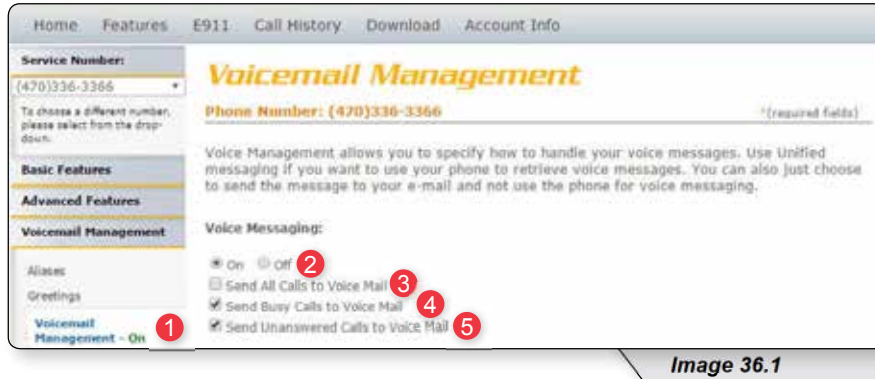 Home Features E911 Call History Download Account Info
Service Number:
(470)336-3366
To choose a different number,
please select from the drop-
down.
Basic Features
Advanced Features
Voicemail Management
Aliases
Greetings
Voicemail
Management - On 1
Voicemail Management
Phone Number: (470)336-3366 *(required fields)
Voice Management allows you to specify how to handle your voice messages. Use Unified
messaging if you want to use your phone to retrieve voice messages. You can also just choose
to send the message to your e-mail and not use the phone for voice messaging.
Voice Messaging:
On Off 2
Send All Calls to Voice Mail 3
Send Busy Calls to Voice Mail 4
Send Unanswered Calls to Voice Mail 5
Image 36.1